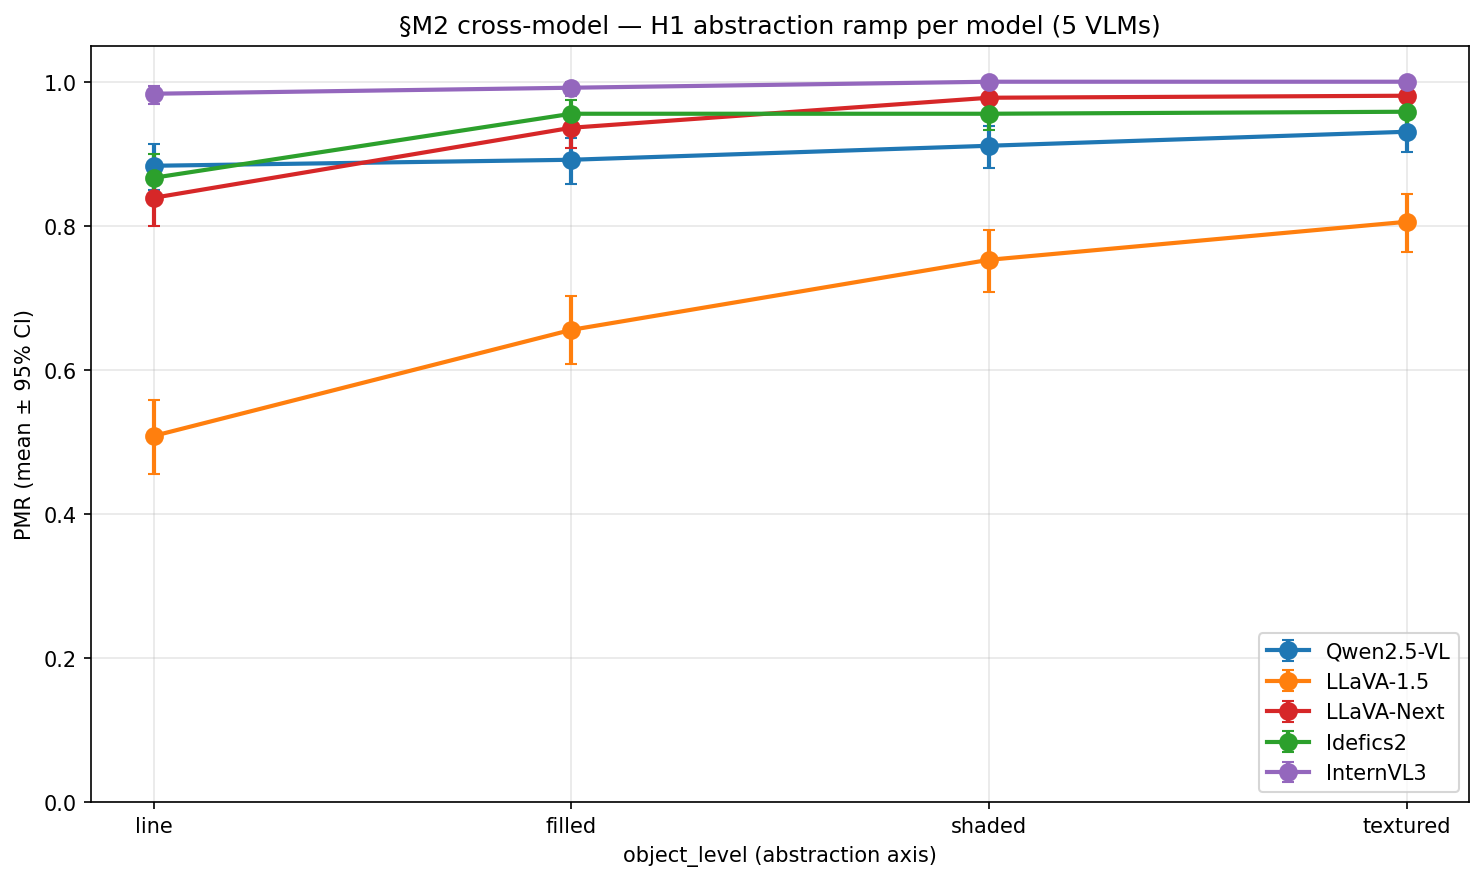 §M2 cross-model — H1 abstraction ramp per model (5 VLMs)
PMR (mean ± 95% CI)
1.0
0.8
0.6
0.4
0.2
0.0
line filled shaded textured
object_level (abstraction axis)
Qwen2.5-VL
LLaVA-1.5
LLaVA-Next
Idefics2
InternVL3